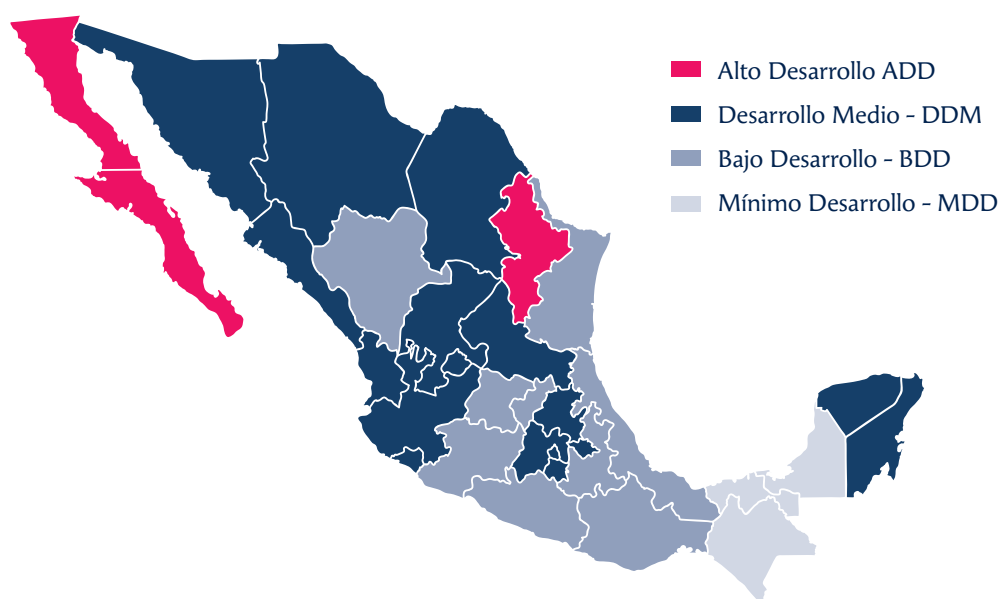 Alto Desarrollo ADD
Desarrollo Medio - DDM
Bajo Desarrollo - BDD
Mínimo Desarrollo - MDD